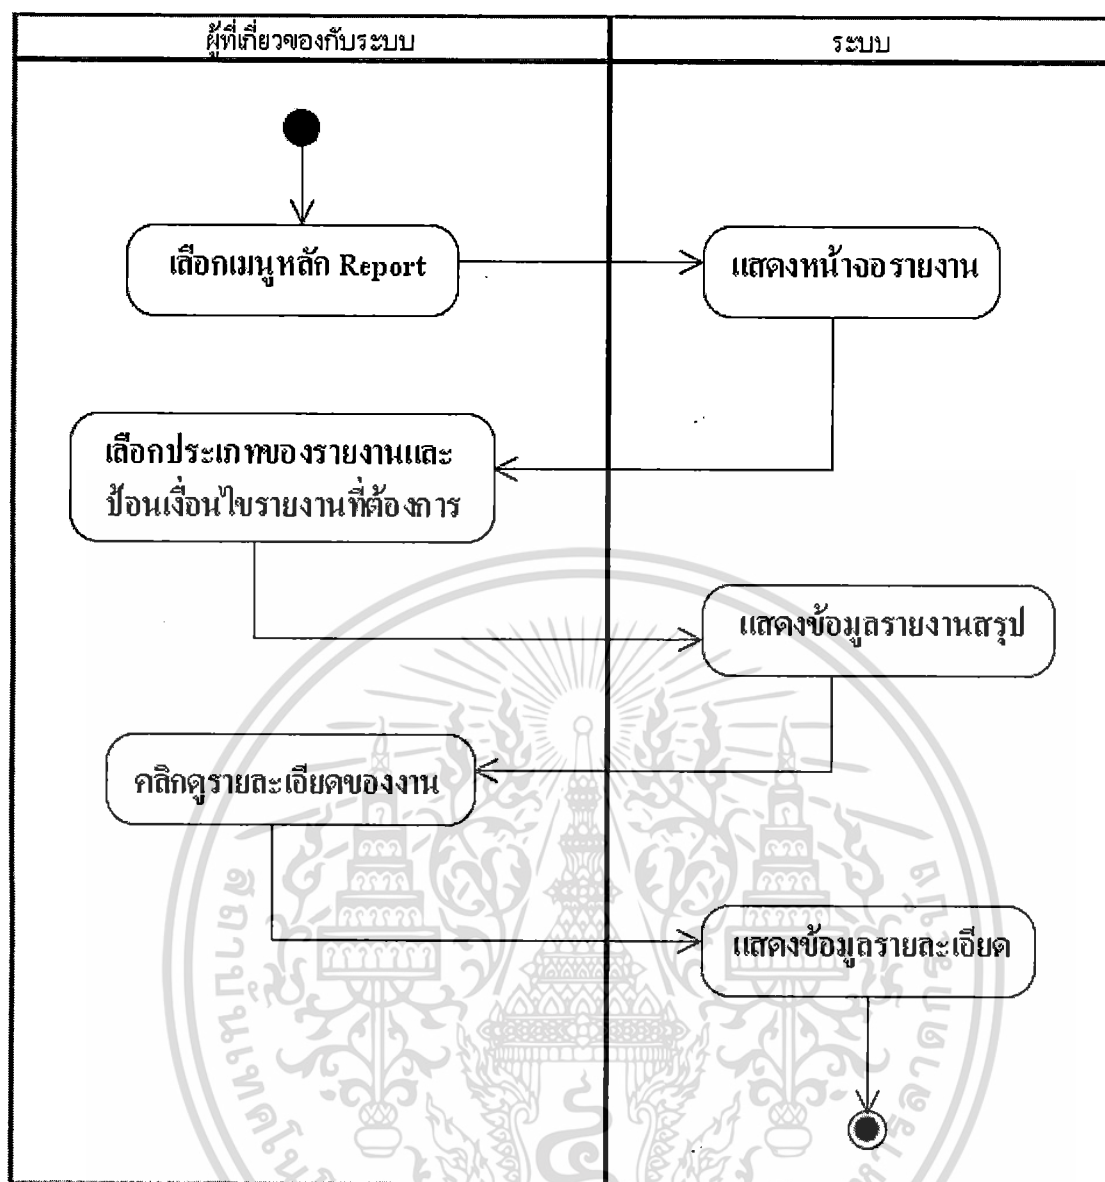 ผู้ที่เกี่ยวของกับระบบ
ระบบ
เลือกเมนูหลัก Report
แสดงหน้าจอรายงาน
เลือกประเภทของรายงานและ
ป้อนเงื่อนไขรายงานที่ต้องการ
แสดงข้อมูลรายงานสรุป
คลิกดูรายละเอียดของงาน
แสดงข้อมูลรายละเอียด